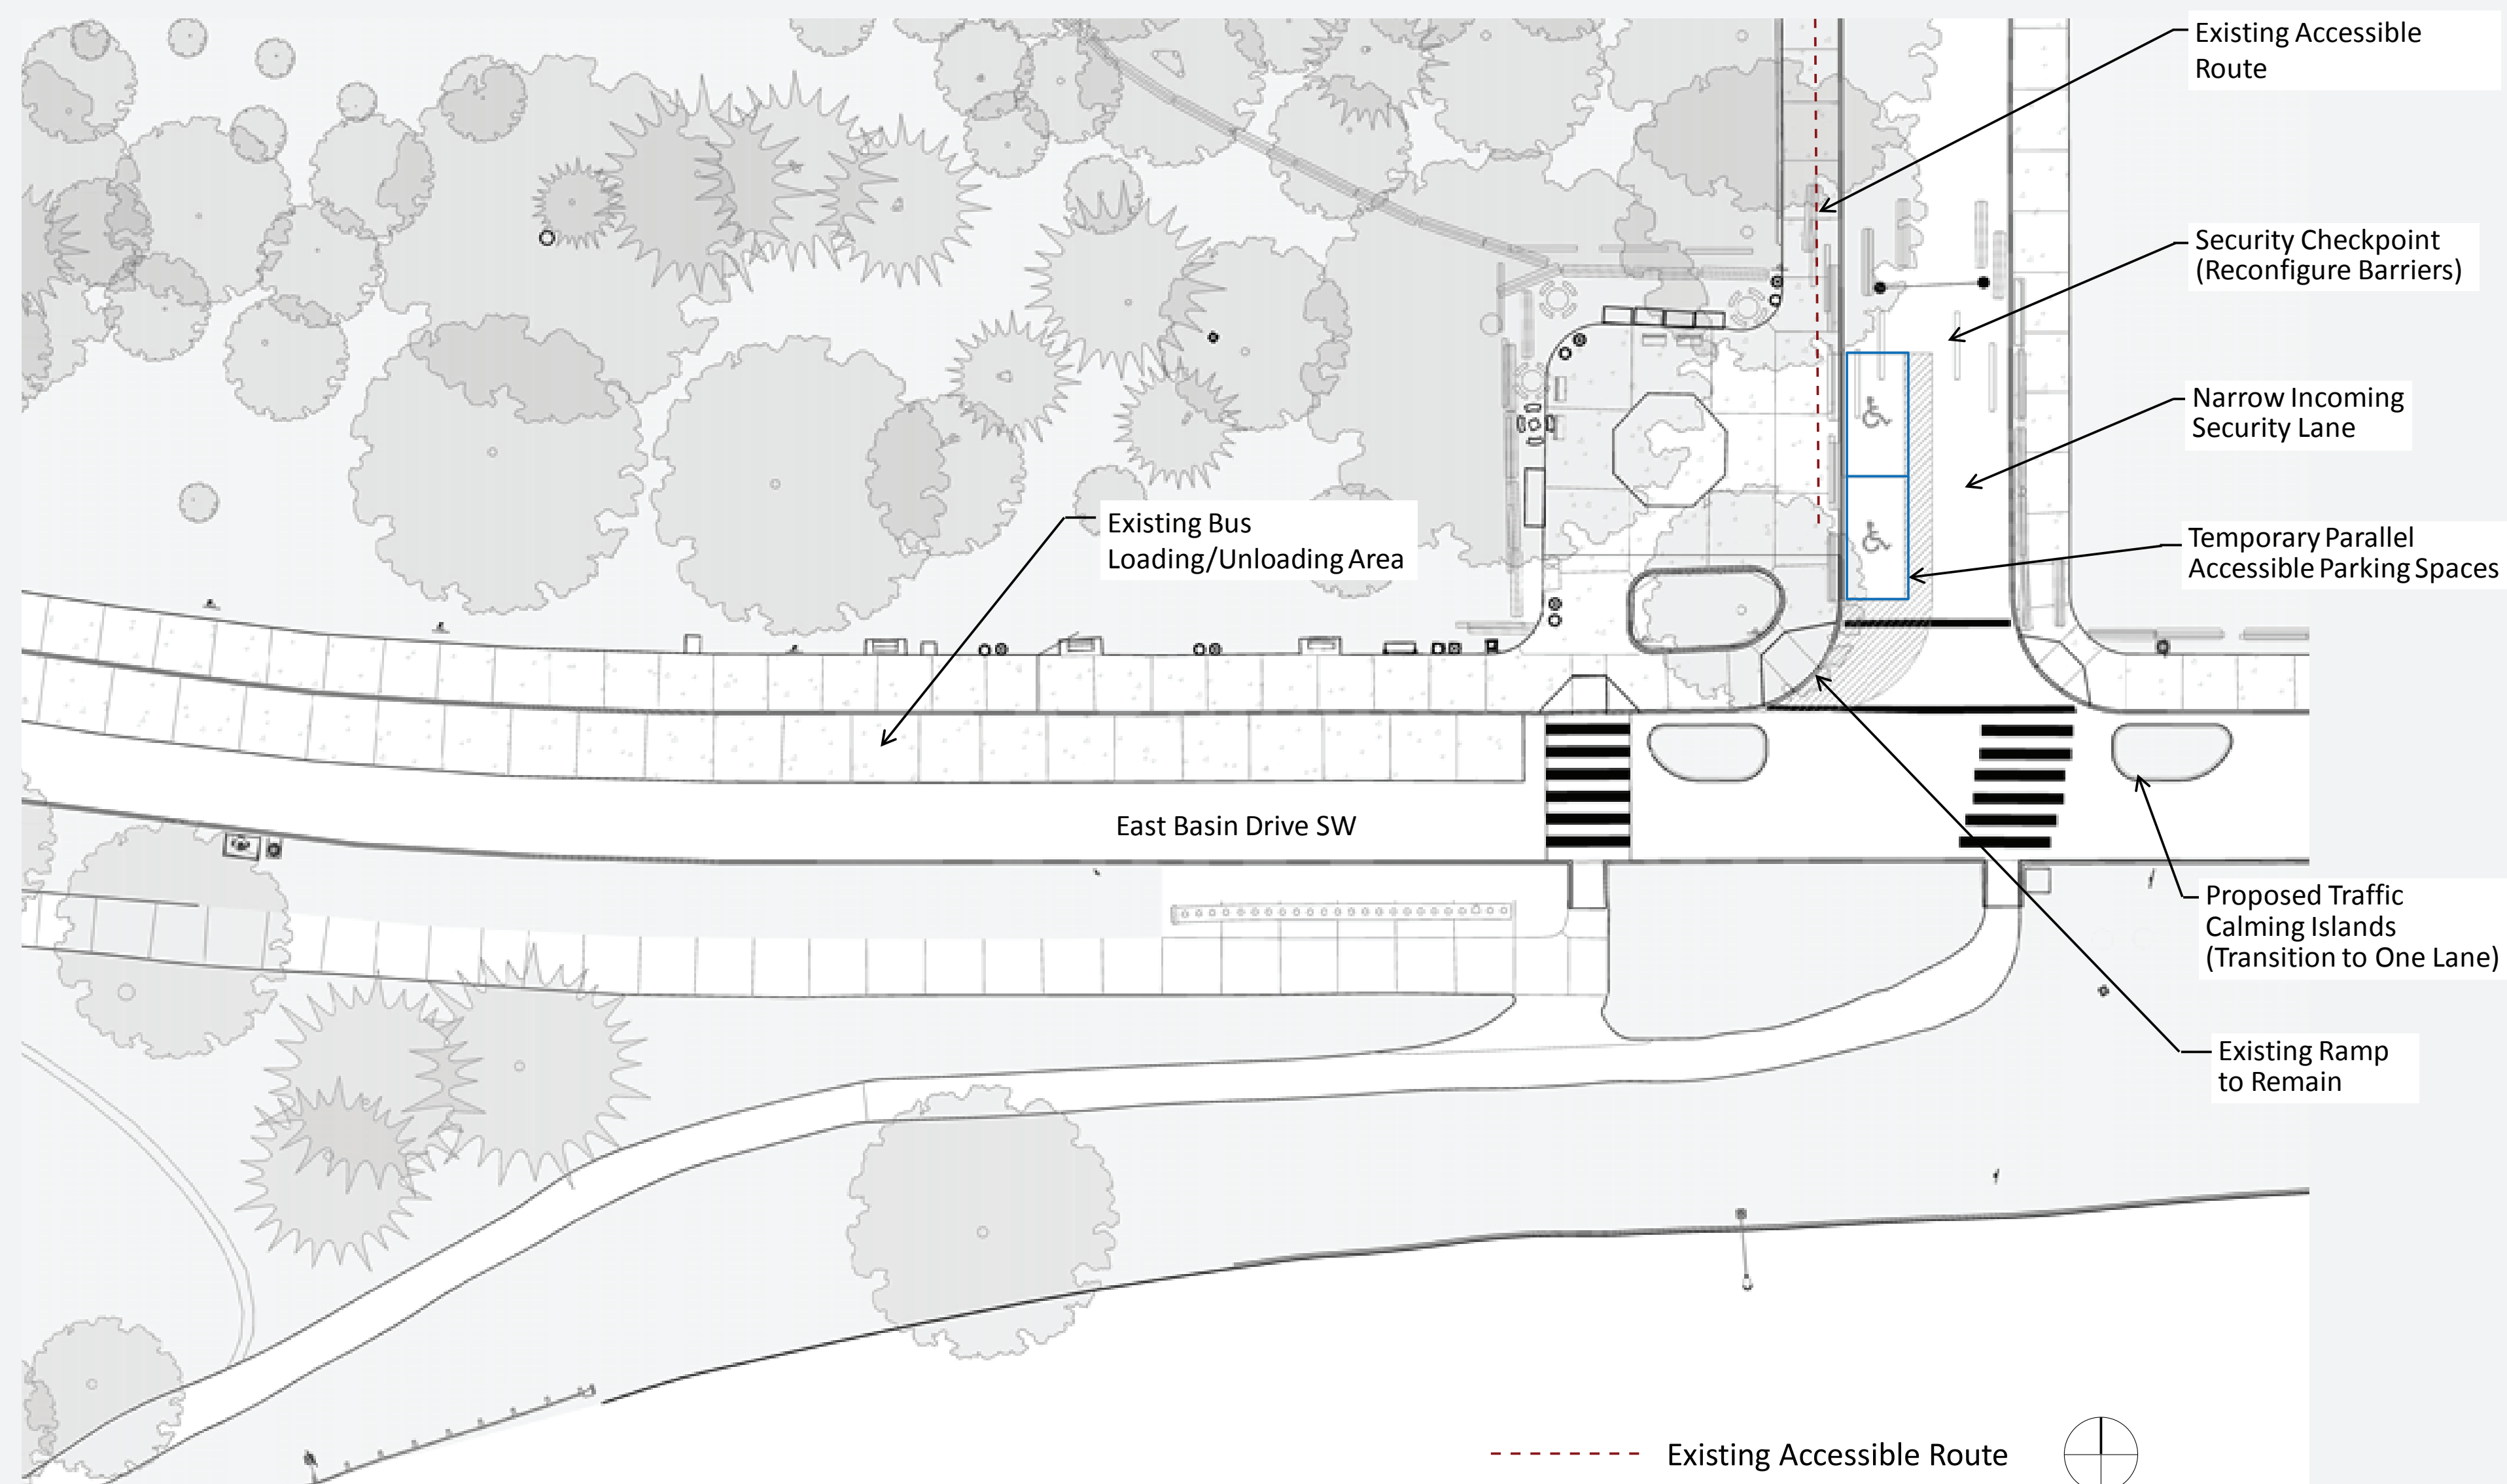 Existing Accessible
Route
Security Checkpoint
(Reconfigure Barriers)
Narrow Incoming
Security Lane
Existing Bus
Loading/Unloading Area
Temporary Parallel
Accessible Parking Spaces
East Basin Drive SW
Proposed Traffic
Calming Islands
(Transition to One Lane)
Existing Ramp
to Remain
Existing Accessible Route